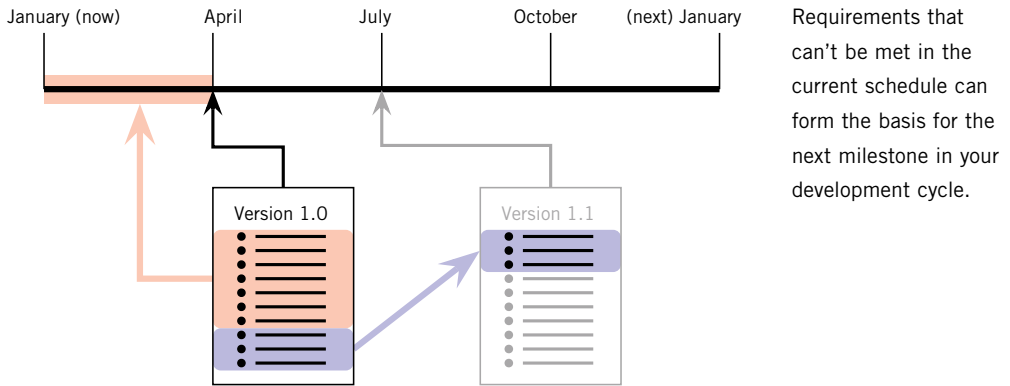 January (now) April July October (next) January
Requirements that
can't be met in the
current schedule can
form the basis for the
next milestone in your
development cycle.
Version 1.0
Version 1.1